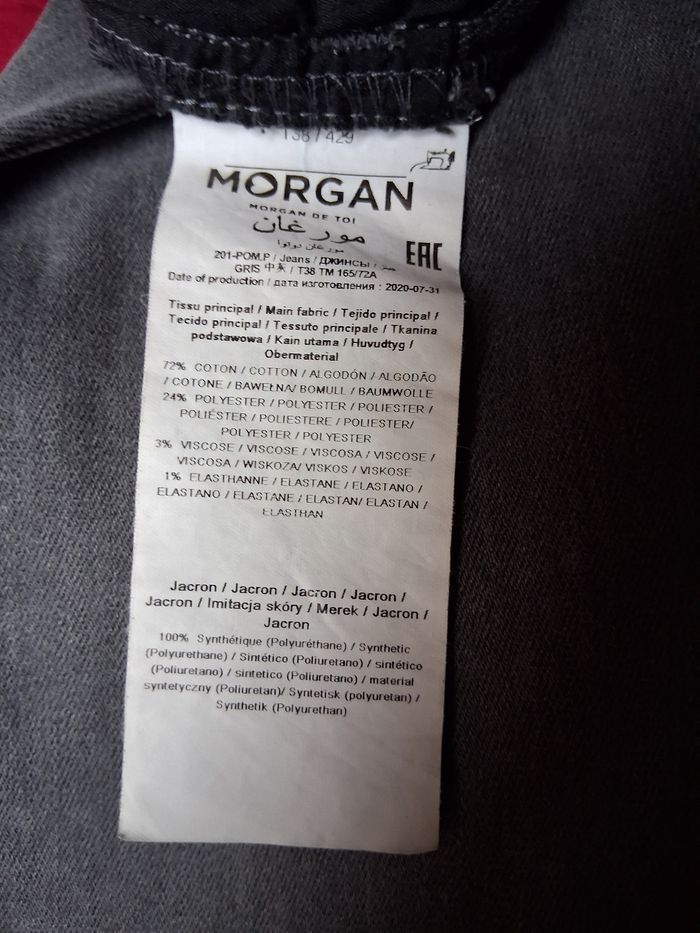 T38 / 429
MORGAN
MORGAN DE TOI
مورغان
مورغان دوتوا
EAC
201-POM.P / Jeans / ДЖИНСЫ /
GRIS 中灰 / T38 TM 165/72A
Date of production / дата изготовления : 2020-07-31
Tissu principal / Main fabric / Tejido principal /
Tecido principal / Tessuto principale / Tkanina
podstawowa / Kain utama / Huvudtyg /
Obermaterial
72% COTON / COTTON / ALGODÓN / ALGODÃO
/ COTONE / BAWEŁNA/ BOMULL / BAUMWOLLE
24% POLYESTER / POLYESTER / POLIESTER /
POLIÉSTER / POLIESTERE / POLIESTER/
POLYESTER / POLYESTER
3% VISCOSE / VISCOSE / VISCOSA / VISCOSE /
VISCOSA / WISKOZA/ VISKOS / VISKOSE
1% ELASTHANNE / ELASTANE / ELASTANO /
ELASTANO / ELASTANE / ELASTAN/ ELASTAN /
ELASTHAN
Jacron / Jacron / Jacron / Jacron /
Jacron / Imitacja skóry / Merek / Jacron /
Jacron
100% Synthétique (Polyuréthane) / Synthetic
(Polyurethane) / Sintético (Poliuretano) / sintético
(Poliuretano) / sintetico (Poliuretano) / material
syntetyczny (Poliuretan)/ Syntetisk (polyuretan) /
Synthetik (Polyurethan)